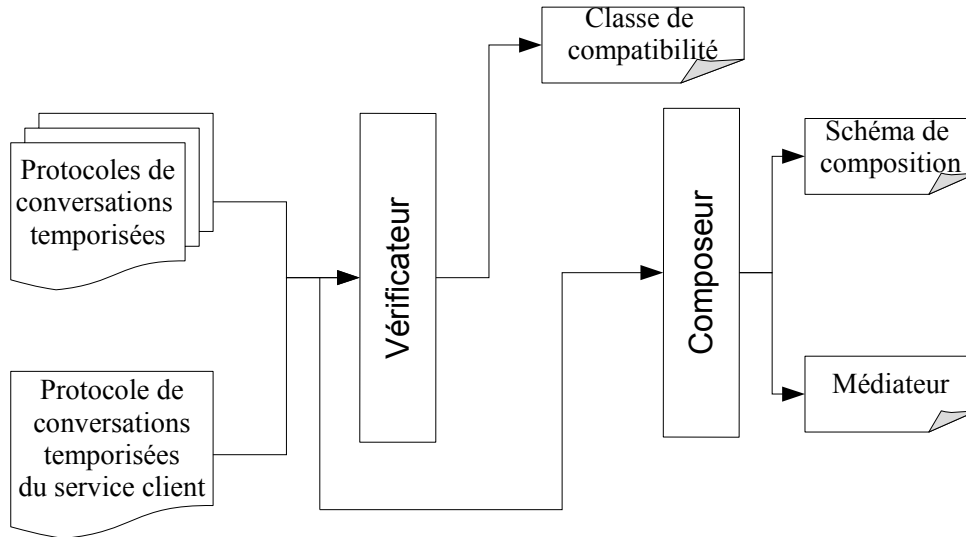 Classe de
compatibilité
Protocoles de
conversations
temporisées
Vérificateur
Composeur
Schéma de
composition
Protocole de
conversations
temporisées
du service client
Médiateur